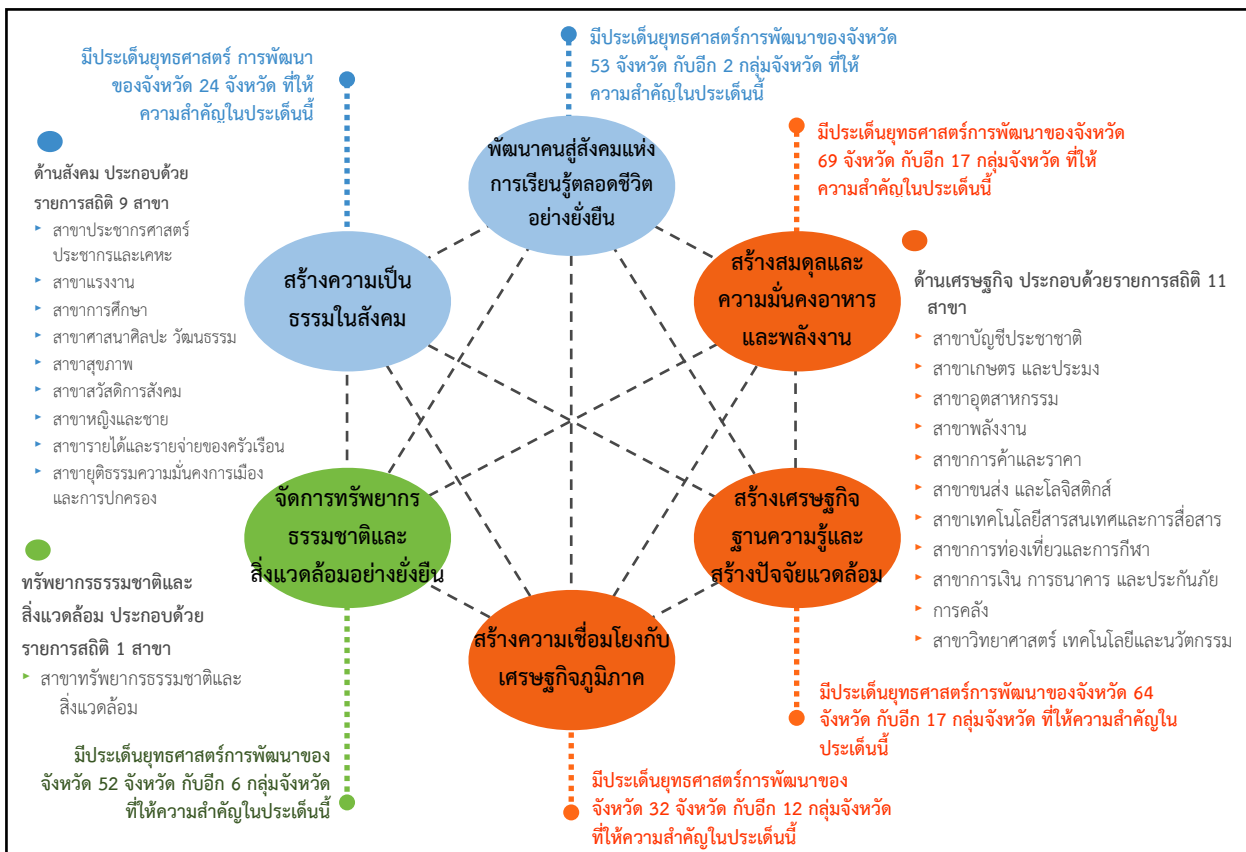 มีประเด็นยุทธศาสตร์ การพัฒนา
ของจังหวัด 24 จังหวัด ที่ให้
ความสำคัญในประเด็นนี้
มีประเด็นยุทธศาสตร์การพัฒนาของจังหวัด
53 จังหวัด กับอีก 2 กลุ่มจังหวัด ที่ให้
ความสำคัญในประเด็นนี้
มีประเด็นยุทธศาสตร์การพัฒนาของจังหวัด
69 จังหวัด กับอีก 17 กลุ่มจังหวัด ที่ให้
ความสำคัญในประเด็นนี้
ด้านสังคม ประกอบด้วย
รายการสถิติ 9 สาขา
สาขาประชากรศาสตร์
ประชากรและเคหะ
สาขาแรงงาน
สาขาการศึกษา
สาขาศาสนาศิลปะ วัฒนธรรม
สาขาสุขภาพ
สาขาสวัสดิการสังคม
สาขาหญิงและชาย
สาขารายได้และรายจ่ายของครัวเรือน
สาขายุติธรรมความมั่นคงการเมือง
และการปกครอง
พัฒนาคนสู่สังคมแห่ง
การเรียนรู้ตลอดชีวิต
อย่างยั่งยืน
สร้างความเป็น
ธรรมในสังคม
สร้างสมดุลและ
ความมั่นคงอาหาร
และพลังงาน
ด้านเศรษฐกิจ ประกอบด้วยรายการสถิติ 11
สาขา
สาขาบัญชีประชาชาติ
สาขาเกษตร และประมง
สาขาอุตสาหกรรม
สาขาพลังงาน
สาขาการค้าและราคา
สาขาขนส่ง และโลจิสติกส์
สาขาเทคโนโลยีสารสนเทศและการสื่อสาร
สาขาการท่องเที่ยวและการกีฬา
สาขาการเงิน การธนาคาร และประกันภัย
การคลัง
สาขาวิทยาศาสตร์ เทคโนโลยีและนวัตกรรม
จัดการทรัพยากร
ธรรมชาติและ
สิ่งแวดล้อมอย่างยั่งยืน
สร้างเศรษฐกิจ
ฐานความรู้และ
สร้างปัจจัยแวดล้อม
สร้างความเชื่อมโยงกับ
เศรษฐกิจภูมิภาค
ทรัพยากรธรรมชาติและ
สิ่งแวดล้อม ประกอบด้วย
รายการสถิติ 1 สาขา
สาขาทรัพยากรธรรมชาติและ
สิ่งแวดล้อม
มีประเด็นยุทธศาสตร์การพัฒนาของ
จังหวัด 52 จังหวัด กับอีก 6 กลุ่มจังหวัด
ที่ให้ความสำคัญในประเด็นนี้
มีประเด็นยุทธศาสตร์การพัฒนาของ
จังหวัด 32 จังหวัด กับอีก 12 กลุ่มจังหวัด
ที่ให้ความสำคัญในประเด็นนี้
มีประเด็นยุทธศาสตร์การพัฒนาของจังหวัด 64
จังหวัด กับอีก 17 กลุ่มจังหวัด ที่ให้ความสำคัญใน
ประเด็นนี้